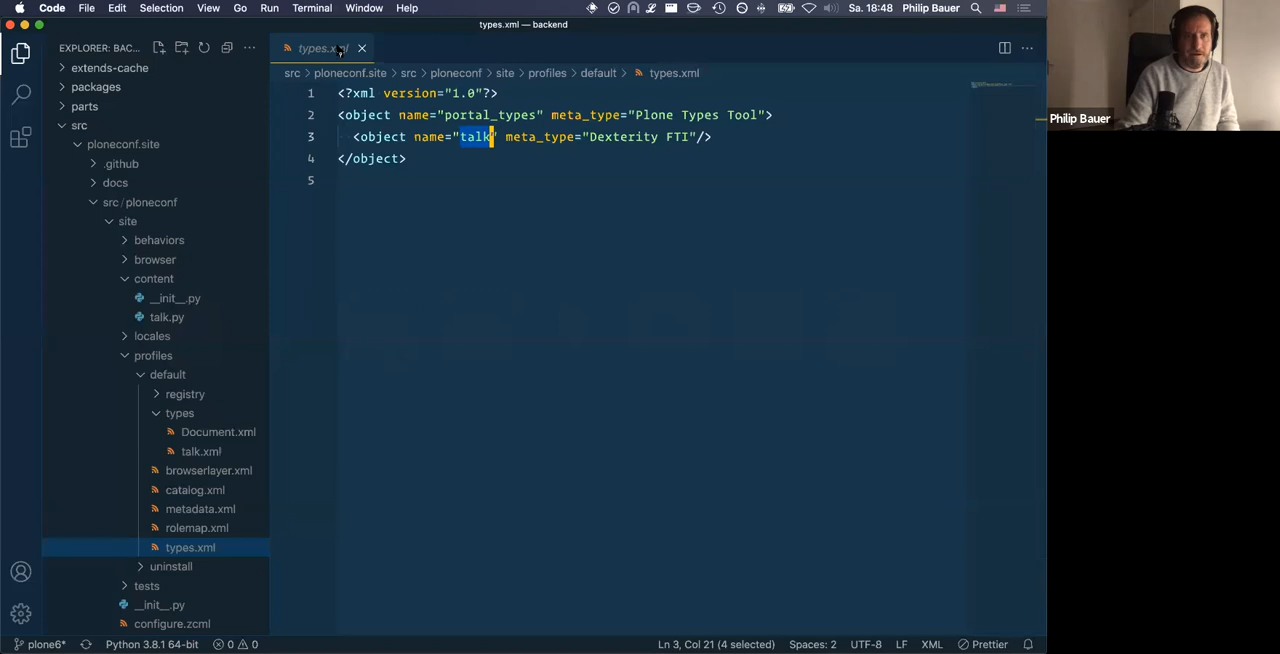 Code File Edit Selection View Go Run Terminal Window Help Sa. 18:48 Philip Bauer
types.xml — backend
EXPLORER: BAC...
extends-cache
packages
parts
src
ploneconf.site
.github
docs
src / ploneconf
site
behaviors
browser
content
__init__.py
talk.py
locales
profiles
default
registry
types
Document.xml
talk.xml
browserlayer.xml
catalog.xml
metadata.xml
rolemap.xml
types.xml
uninstall
tests
__init__.py
configure.zcml
types.xml
src > ploneconf.site > src > ploneconf > site > profiles > default > types.xml
1 <?xml version="1.0"?>
2 <object name="portal_types" meta_type="Plone Types Tool">
3 <object name="talk" meta_type="Dexterity FTI"/>
4 </object>
5
Philip Bauer
plone6* Python 3.8.1 64-bit 0 0 Ln 3, Col 21 (4 selected) Spaces: 2 UTF-8 LF XML Prettier